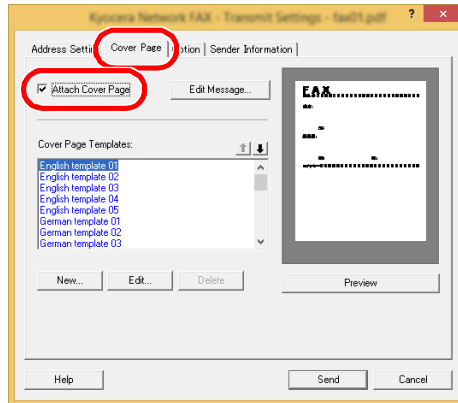 Kyocera Network FAX - Transmit Settings - fax01.pdf
?
Address Settin
Cover Page
ption
Sender Information
Attach Cover Page
Edit Message...
FAX
Cover Page Templates:
English template 01
English template 02
English template 03
English template 04
English template 05
German template 01
German template 02
German template 03
New...
Edit...
Delete
Preview
Help
Send
Cancel